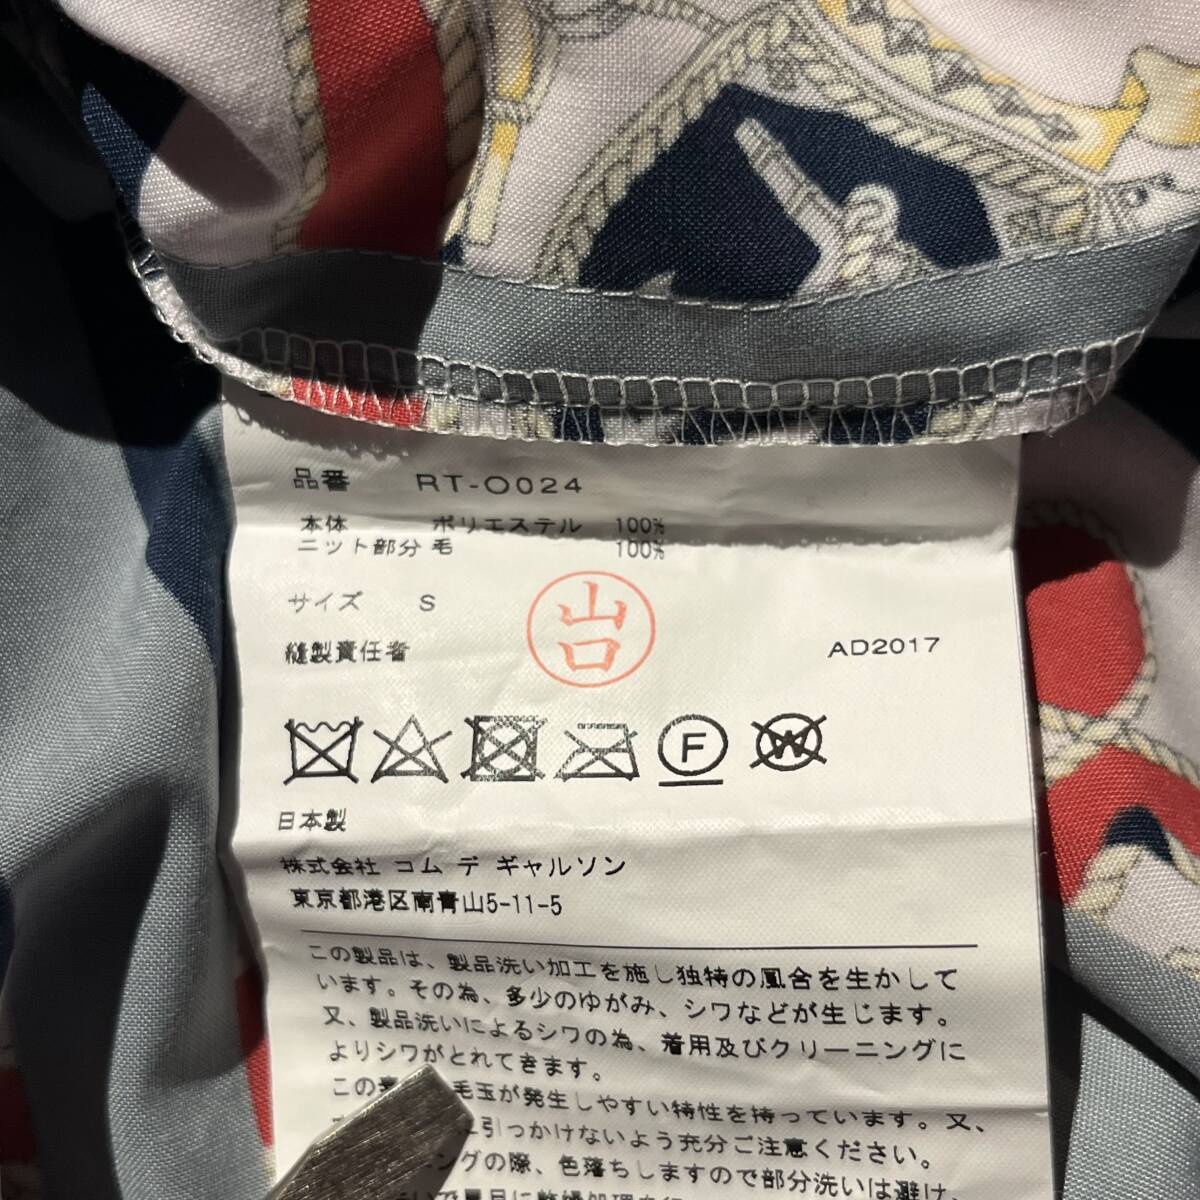 品番 RT-O024
本体 ポリエステル 100%
ニット部分 毛 100%
サイズ S
山口
縫製責任者 AD2017
F W
日本製
株式会社 コム デ ギャルソン
東京都港区南青山5-11-5
この製品は、製品洗い加工を施し独特の風合を生かして
います。その為、多少のゆがみ、シワなどが生じます。
又、製品洗いによるシワの為、着用及びクリーニングに
よりシワがとれてきます。
この 毛玉が発生しやすい特性を持っています。又、
引っかけないよう充分ご注意ください。
ングの際、色落ちしますので部分洗いは避け、